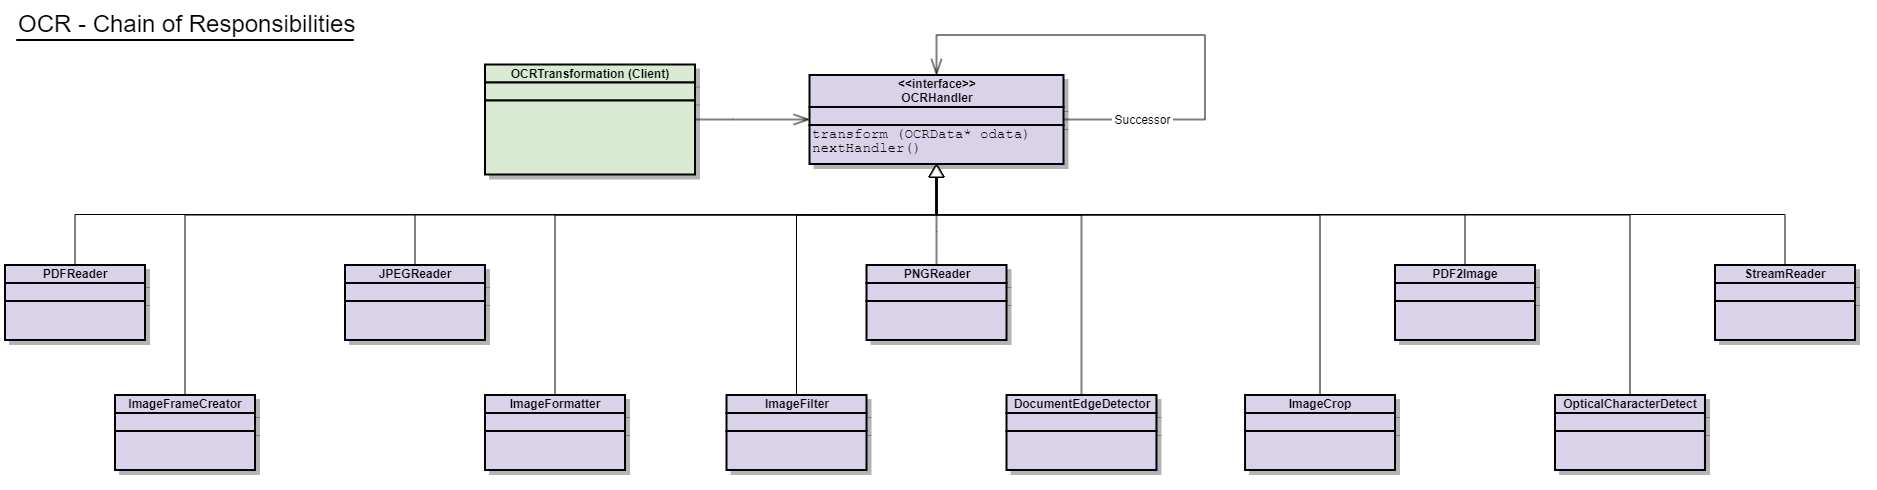 OCR - Chain of Responsibilities
OCRTransformation (Client)
<<interface>>
OCRHandler
transform (OCRData* odata)
nextHandler()
Successor
PDFReader
JPEGReader
PNGReader
PDF2Image
StreamReader
ImageFrameCreator
ImageFormatter
ImageFilter
DocumentEdgeDetector
ImageCrop
OpticalCharacterDetect